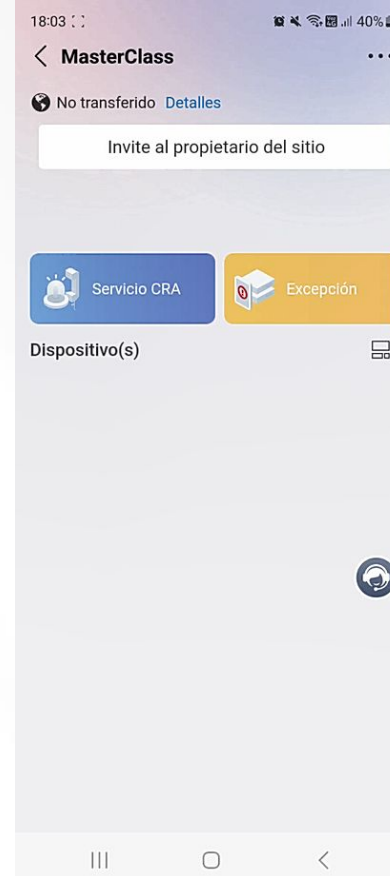 18:03
40%
MasterClass
No transferido Detalles
Invite al propietario del sitio
Servicio CRA
Excepción
Dispositivo(s)